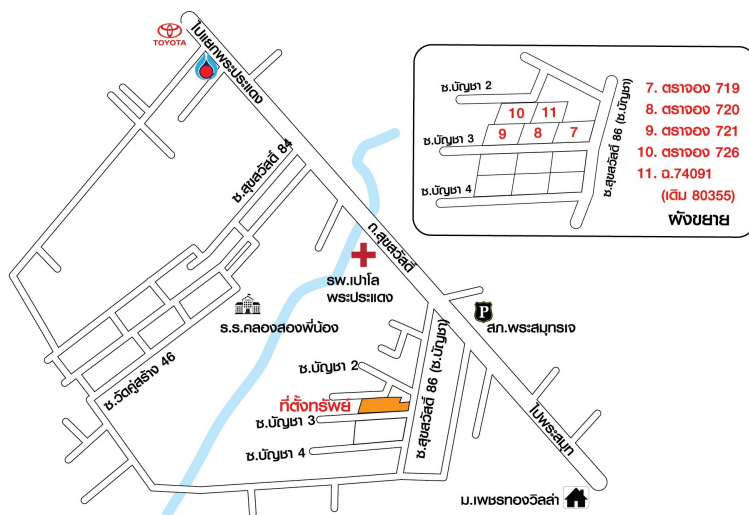 TOYOTA
ไปแยกพระประแดง
ซ.สุขสวัสดิ์ 84
ถ.สุขสวัสดิ์
รพ.เปาโล
พระประแดง
ร.ร.คลองสองพี่น้อง
ซ.วัดคู่สร้าง 46
P
สภ.พระสมุทรเจ
ซ.สุขสวัสดิ์ 86 (ซ.บัญชา)
ซ.บัญชา 2
ที่ตั้งทรัพย์
ซ.บัญชา 3
ซ.บัญชา 4
ไปพระสมุท
ม.เพชรทองวิลล่า
ซ.บัญชา 2
ซ.บัญชา 3
ซ.บัญชา 4
10
11
9
8
7
ซ.สุขสวัสดิ์ 86 (ซ.บัญชา)
7. ตราจอง 719
8. ตราจอง 720
9. ตราจอง 721
10. ตราจอง 726
11. ฉ.74091
(เดิม 80355)
ผังขยาย